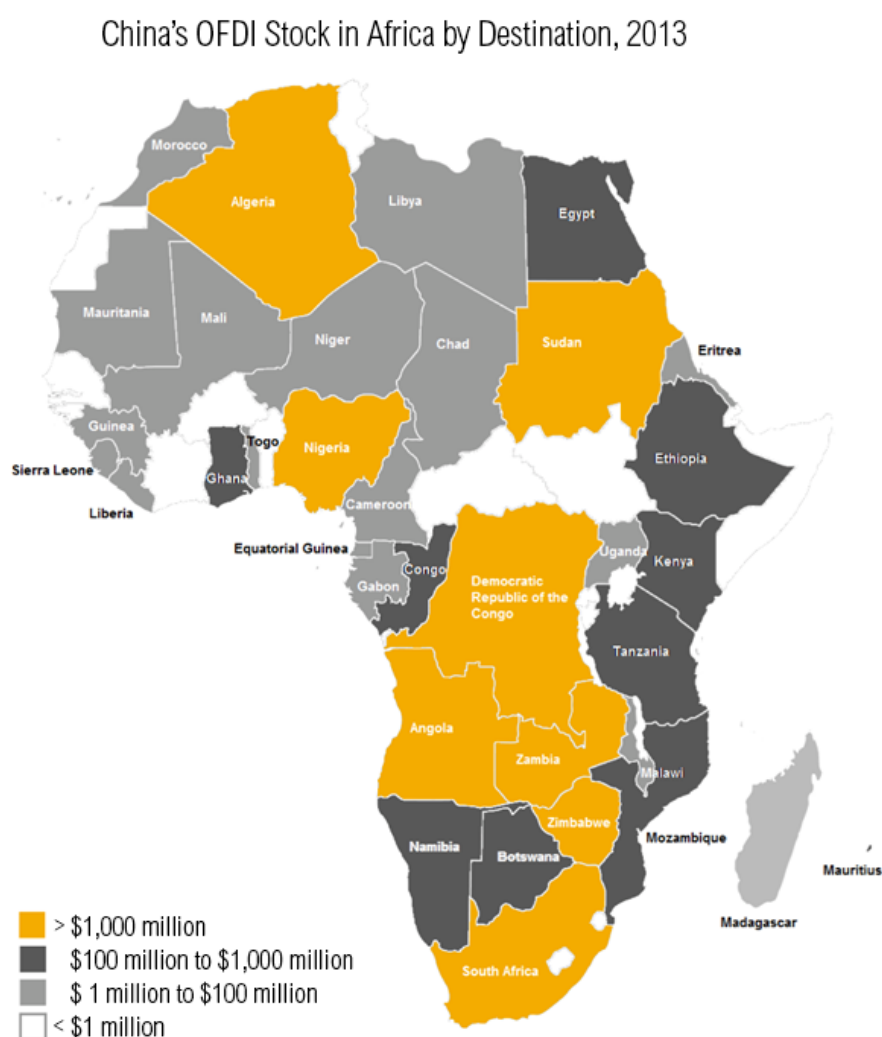 China's OFDI Stock in Africa by Destination, 2013
Morocco
Algeria
Libya
Egypt
Mauritania
Mali
Niger
Chad
Sudan
Eritrea
Guinea
Togo
Nigeria
Sierra Leone
Ghana
Ethiopia
Liberia
Cameroon
Equatorial Guinea
Uganda
Kenya
Gabon
Congo
Democratic
Republic of the
Congo
Tanzania
Angola
Zambia
Malawi
Zimbabwe
Mozambique
Namibia
Botswana
Mauritius
Madagascar
South Africa
> $1,000 million
$100 million to $1,000 million
$ 1 million to $100 million
< $1 million